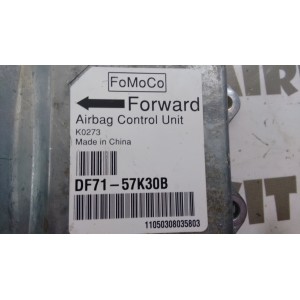 FoMoCo
Forward
Airbag Control Unit
K0273
Made in China
DF71-57K30B
11050308035803